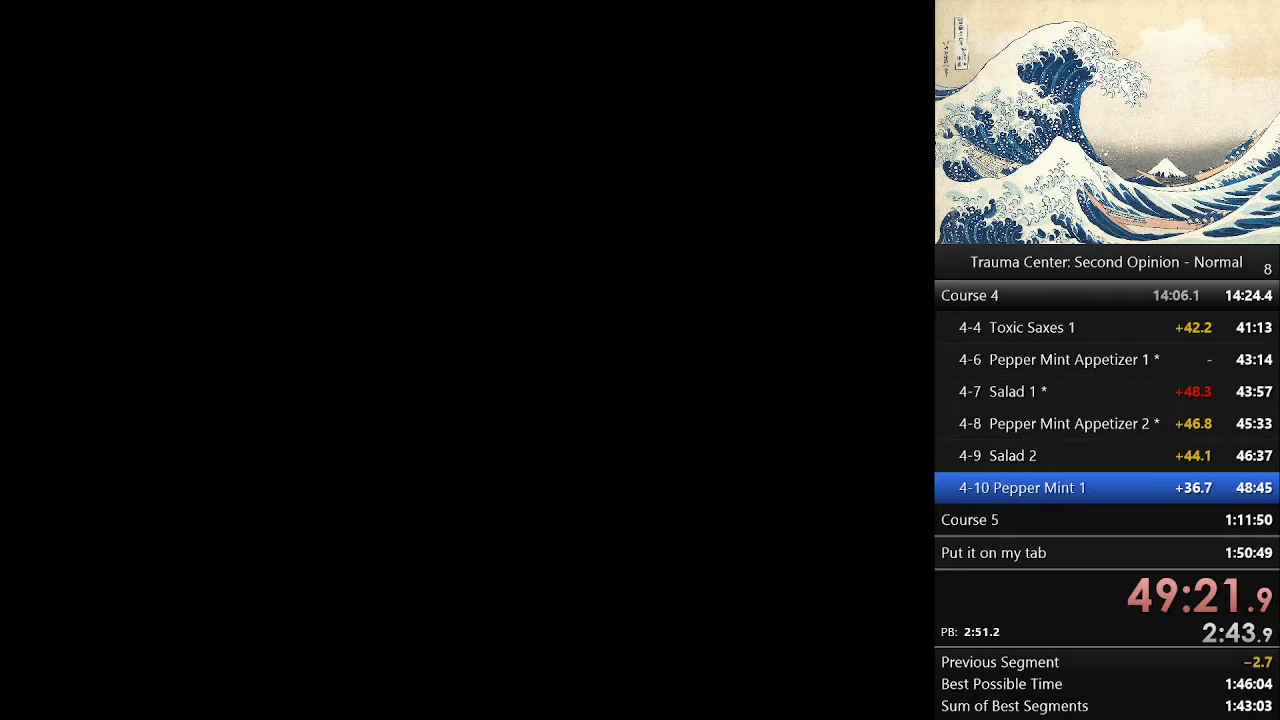 Trauma Center: Second Opinion - Normal
8
Course 4 14:06.1 14:24.4
4-4 Toxic Saxes 1 +42.2 41:13
4-6 Pepper Mint Appetizer 1 * - 43:14
4-7 Salad 1 * +48.3 43:57
4-8 Pepper Mint Appetizer 2 * +46.8 45:33
4-9 Salad 2 +44.1 46:37
4-10 Pepper Mint 1 +36.7 48:45
Course 5 1:11:50
Put it on my tab 1:50:49
49:21.9
PB: 2:51.2 2:43.9
Previous Segment −2.7
Best Possible Time 1:46:04
Sum of Best Segments 1:43:03